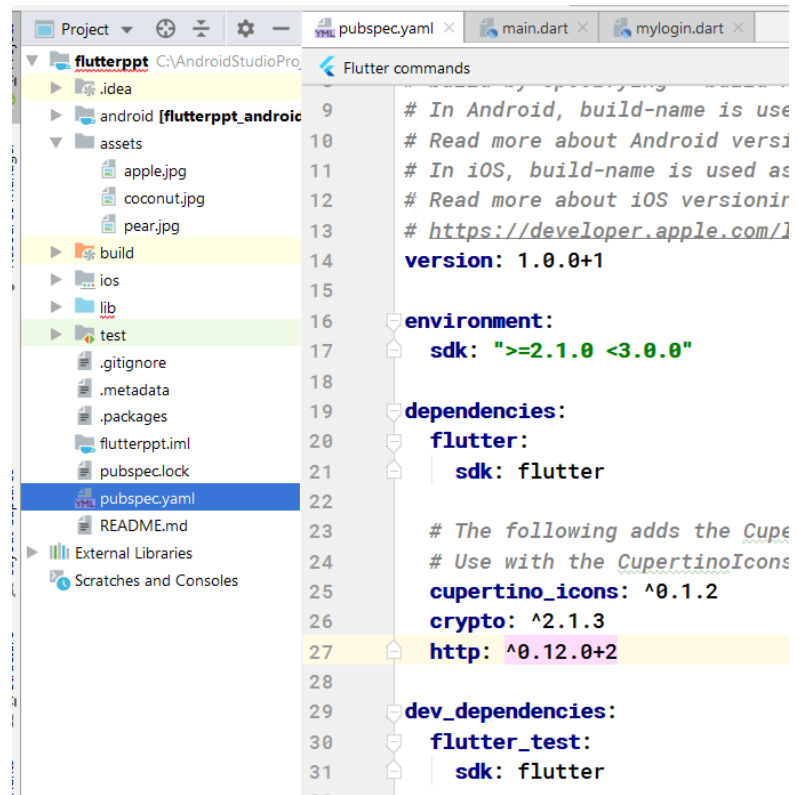 Project
pubspec.yaml
main.dart
mylogin.dart
flutterppt C:\AndroidStudioPro
Flutter commands
.idea
android [flutterppt_android
assets
apple.jpg
coconut.jpg
pear.jpg
build
ios
lib
test
.gitignore
.metadata
.packages
flutterppt.iml
pubspec.lock
pubspec.yaml
README.md
External Libraries
Scratches and Consoles
9 # In Android, build-name is use
10 # Read more about Android versi
11 # In iOS, build-name is used as
12 # Read more about iOS versionin
13 # https://developer.apple.com/l
14 version: 1.0.0+1
15
16 environment:
17 sdk: ">=2.1.0 <3.0.0"
18
19 dependencies:
20 flutter:
21 sdk: flutter
22
23 # The following adds the Cupe
24 # Use with the CupertinoIcons
25 cupertino_icons: ^0.1.2
26 crypto: ^2.1.3
27 http: ^0.12.0+2
28
29 dev_dependencies:
30 flutter_test:
31 sdk: flutter